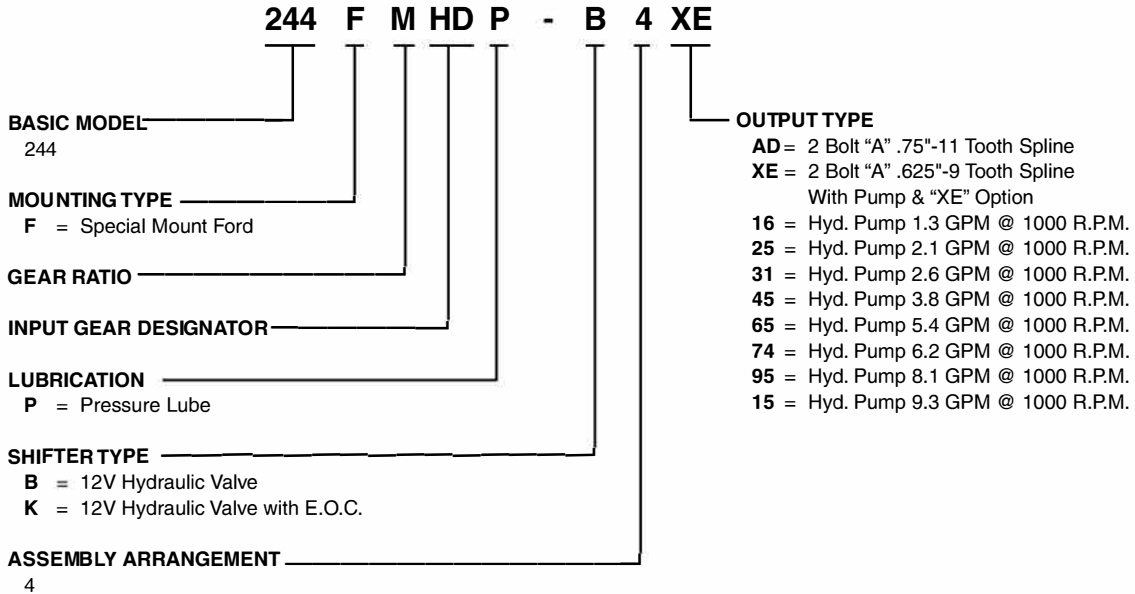 244 F M HD P - B 4 XE
BASIC MODEL
244
MOUNTING TYPE
F = Special Mount Ford
GEAR RATIO
INPUT GEAR DESIGNATOR
LUBRICATION
P = Pressure Lube
SHIFTER TYPE
B = 12V Hydraulic Valve
K = 12V Hydraulic Valve with E.O.C.
ASSEMBLY ARRANGEMENT
4
OUTPUT TYPE
AD = 2 Bolt “A” .75"-11 Tooth Spline
XE = 2 Bolt “A” .625"-9 Tooth Spline
With Pump & “XE” Option
16 = Hyd. Pump 1.3 GPM @ 1000 R.P.M.
25 = Hyd. Pump 2.1 GPM @ 1000 R.P.M.
31 = Hyd. Pump 2.6 GPM @ 1000 R.P.M.
45 = Hyd. Pump 3.8 GPM @ 1000 R.P.M.
65 = Hyd. Pump 5.4 GPM @ 1000 R.P.M.
74 = Hyd. Pump 6.2 GPM @ 1000 R.P.M.
95 = Hyd. Pump 8.1 GPM @ 1000 R.P.M.
15 = Hyd. Pump 9.3 GPM @ 1000 R.P.M.